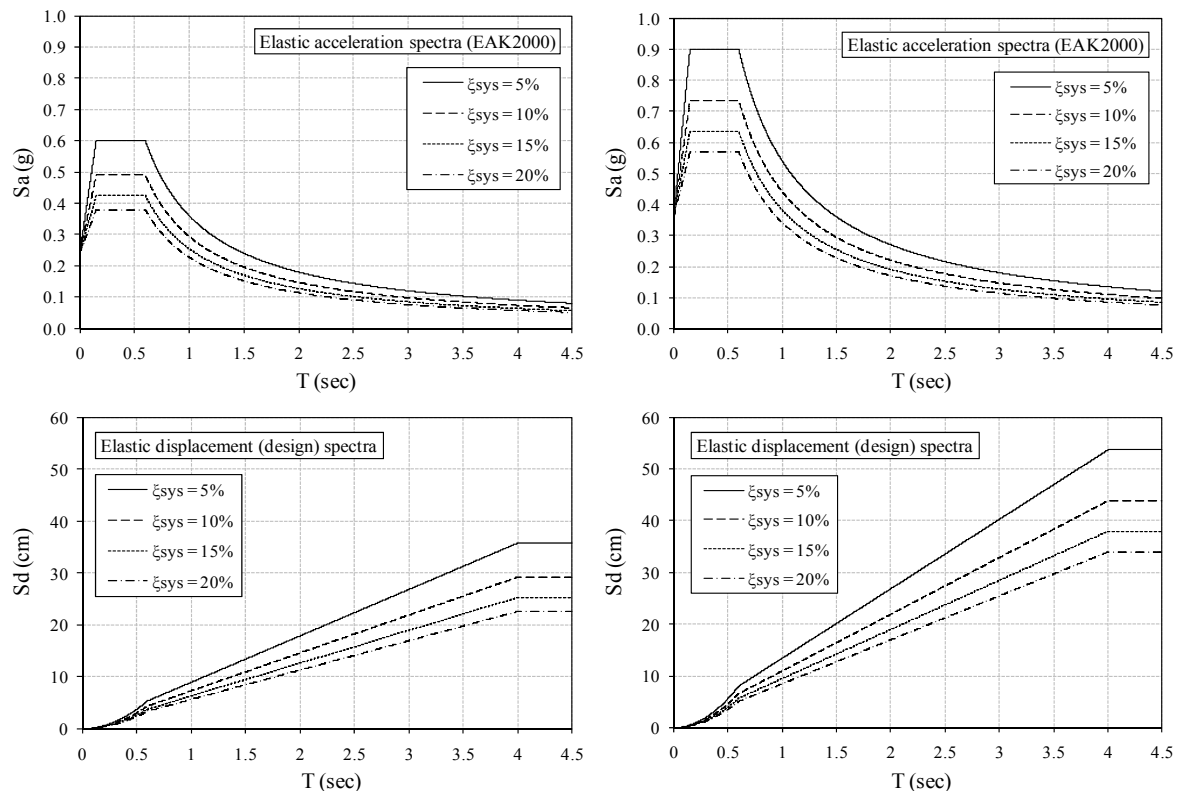 1.0
0.9
0.8
0.7
0.6
0.5
0.4
0.3
0.2
0.1
0.0
Sa (g)
Elastic acceleration spectra (EAK2000)
ξsys = 5%
ξsys = 10%
ξsys = 15%
ξsys = 20%
0 0.5 1 1.5 2 2.5 3 3.5 4 4.5
T (sec)
1.0
0.9
0.8
0.7
0.6
0.5
0.4
0.3
0.2
0.1
0.0
Sa (g)
Elastic acceleration spectra (EAK2000)
ξsys = 5%
ξsys = 10%
ξsys = 15%
ξsys = 20%
0 0.5 1 1.5 2 2.5 3 3.5 4 4.5
T (sec)
60
50
40
30
20
10
0
Sd (cm)
Elastic displacement (design) spectra
ξsys = 5%
ξsys = 10%
ξsys = 15%
ξsys = 20%
0 0.5 1 1.5 2 2.5 3 3.5 4 4.5
T (sec)
60
50
40
30
20
10
0
Sd (cm)
Elastic displacement (design) spectra
ξsys = 5%
ξsys = 10%
ξsys = 15%
ξsys = 20%
0 0.5 1 1.5 2 2.5 3 3.5 4 4.5
T (sec)